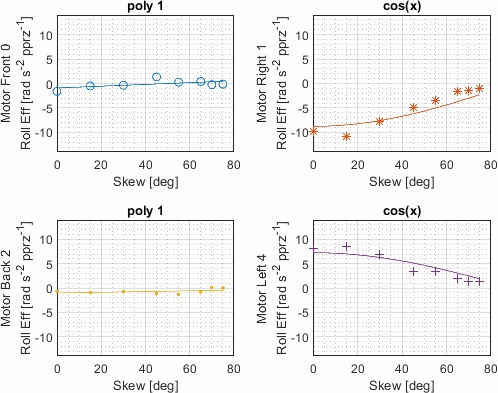 poly 1
Motor Front 0
Roll Eff [rad s^-2 pprz^-1]
10
5
0
-5
-10
0 20 40 60 80
Skew [deg]
cos(x)
Motor Right 1
Roll Eff [rad s^-2 pprz^-1]
10
5
0
-5
-10
0 20 40 60 80
Skew [deg]
poly 1
Motor Back 2
Roll Eff [rad s^-2 pprz^-1]
10
5
0
-5
-10
0 20 40 60 80
Skew [deg]
cos(x)
Motor Left 4
Roll Eff [rad s^-2 pprz^-1]
10
5
0
-5
-10
0 20 40 60 80
Skew [deg]